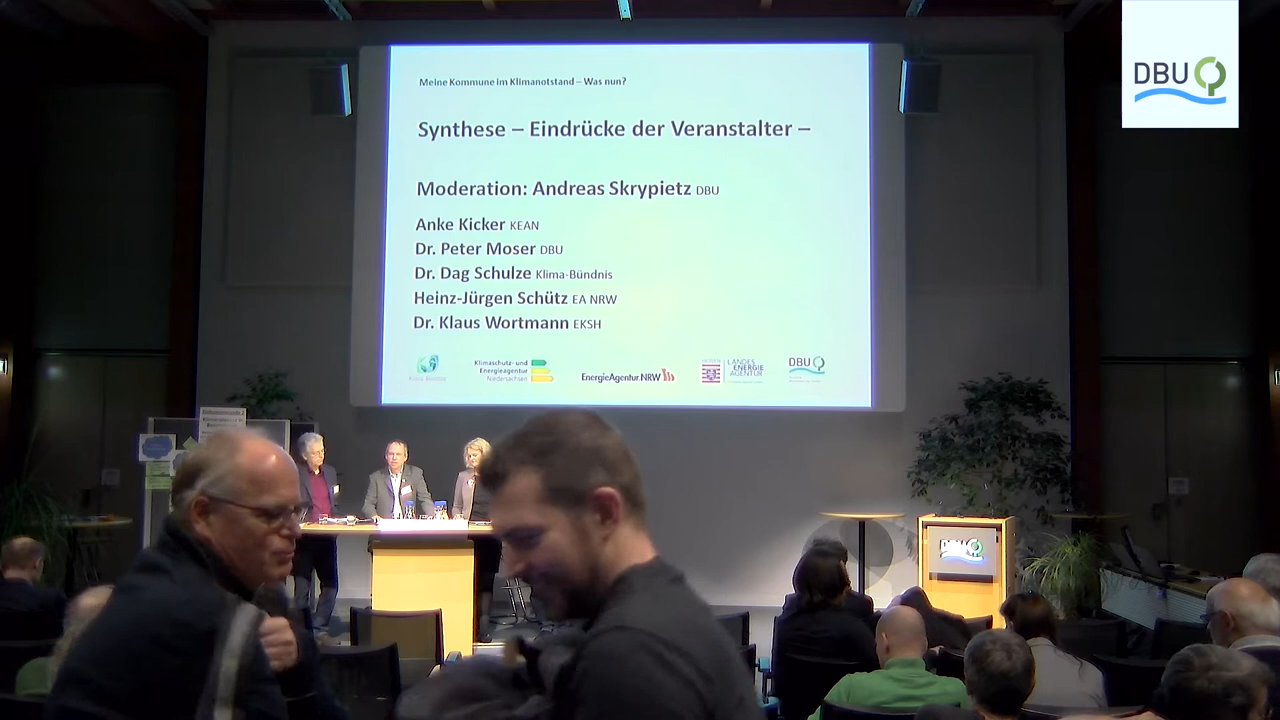 Meine Kommune im Klimanotstand – Was nun?
DBU
Synthese – Eindrücke der Veranstalter –
Moderation: Andreas Skrypietz DBU
Anke Kicker KEAN
Dr. Peter Moser DBU
Dr. Dag Schulze Klima-Bündnis
Heinz-Jürgen Schütz EA NRW
Dr. Klaus Wortmann EKSH
Klimaschutz- und
Energieagentur
Niedersachsen
EnergieAgentur.NRW
HESSEN
LANDES
ENERGIE
AGENTUR
DBU
DBU